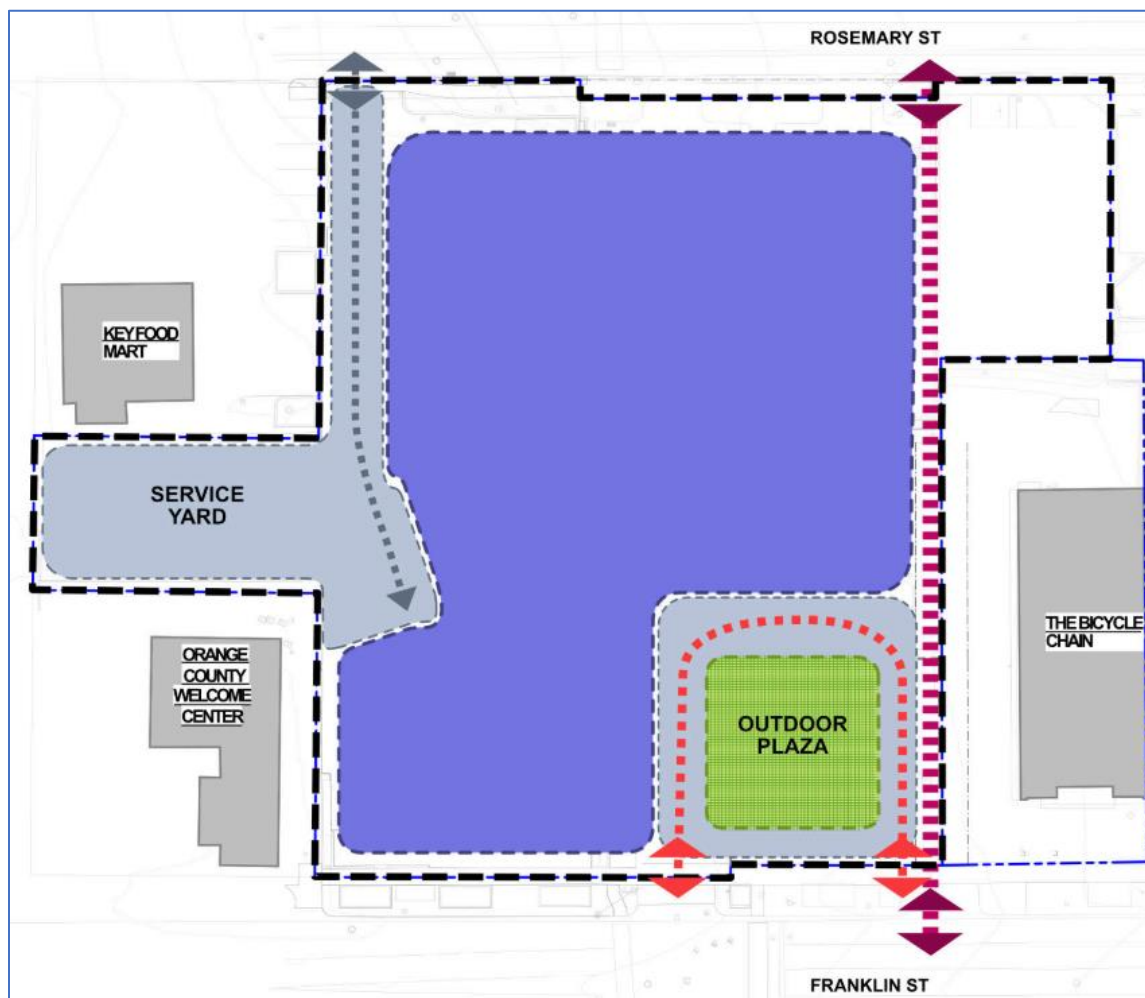 ROSEMARY ST
KEY FOOD
MART
SERVICE
YARD
ORANGE
COUNTY
WELCOME
CENTER
THE BICYCLE
CHAIN
OUTDOOR
PLAZA
FRANKLIN ST